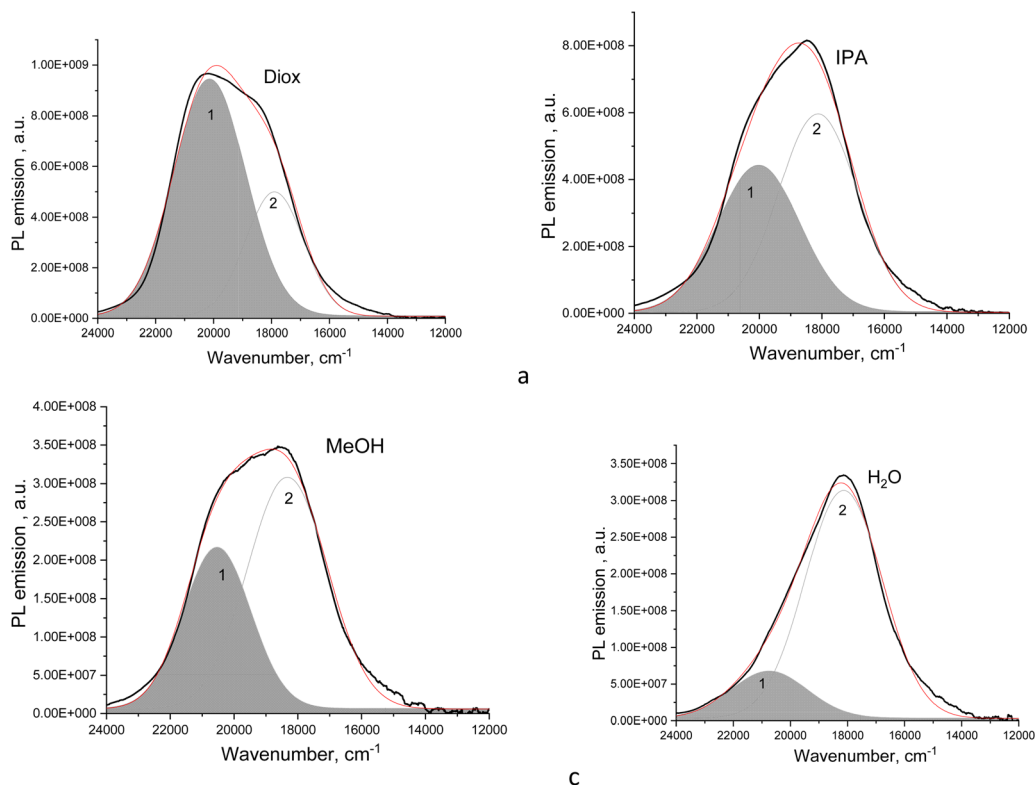 Diox
PL emission , a.u.
1.00E+009
8.00E+008
6.00E+008
4.00E+008
2.00E+008
0.00E+000
1
2
24000 22000 20000 18000 16000 14000 12000
Wavenumber, cm⁻¹
IPA
PL emission , a.u.
8.00E+008
6.00E+008
4.00E+008
2.00E+008
0.00E+000
1
2
24000 22000 20000 18000 16000 14000 12000
Wavenumber, cm⁻¹
a
MeOH
PL emission , a.u.
4.00E+008
3.50E+008
3.00E+008
2.50E+008
2.00E+008
1.50E+008
1.00E+008
5.00E+007
0.00E+000
1
2
24000 22000 20000 18000 16000 14000 12000
Wavenumber, cm⁻¹
H₂O
PL emission, a.u.
3.50E+008
3.00E+008
2.50E+008
2.00E+008
1.50E+008
1.00E+008
5.00E+007
0.00E+000
1
2
24000 22000 20000 18000 16000 14000 12000
Wavenumber, cm⁻¹
c